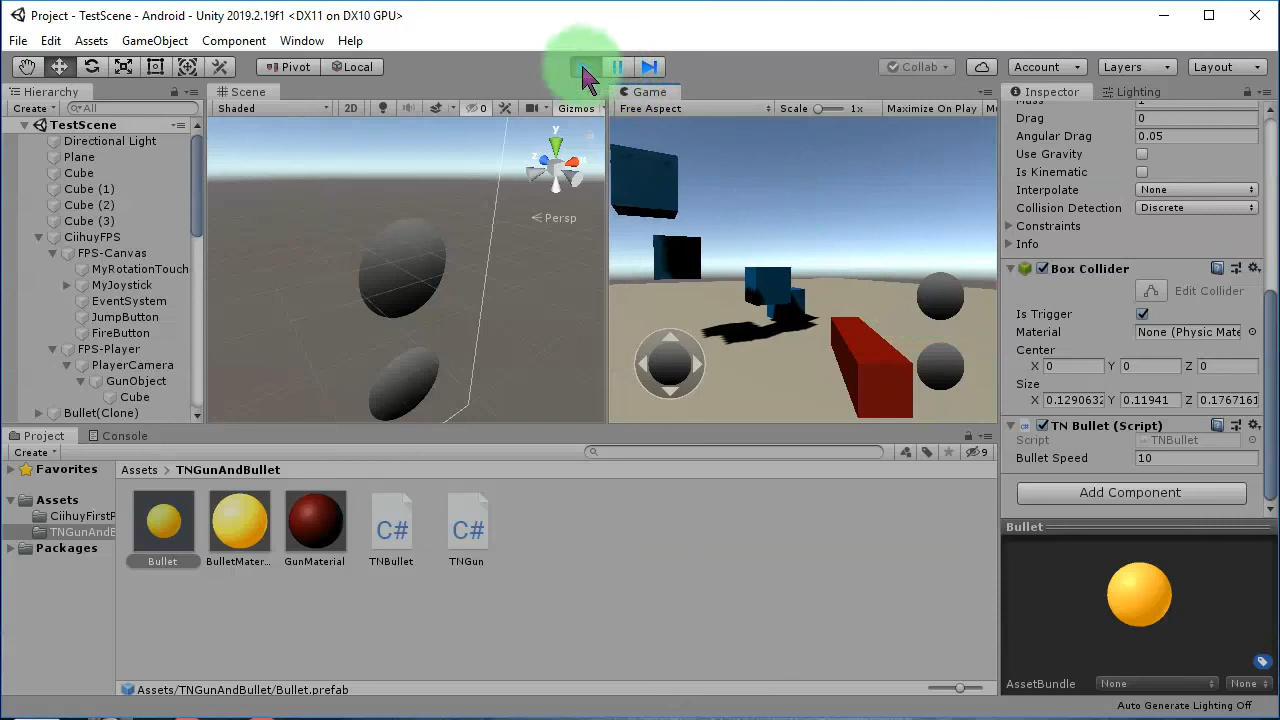 Project - TestScene - Android - Unity 2019.2.19f1 <DX11 on DX10 GPU>
File Edit Assets GameObject Component Window Help
Pivot Local Collab Account Layers Layout
Hierarchy Scene Game Inspector Lighting
Create All Shaded 2D 0 Gizmos Free Aspect Scale 1x Maximize On Play
TestScene
Directional Light
Plane
Cube
Cube (1)
Cube (2)
Cube (3)
CiihuyFPS
FPS-Canvas
MyRotationTouch
MyJoystick
EventSystem
JumpButton
FireButton
FPS-Player
PlayerCamera
GunObject
Cube
Bullet(Clone)
y
z
Persp
Drag 0
Angular Drag 0.05
Use Gravity
Is Kinematic
Interpolate None
Collision Detection Discrete
Constraints
Info
Box Collider
Edit Collider
Is Trigger
Material None (Physic Mate
Center
X 0 Y 0 Z 0
Size
X 0.1290632 Y 0.11941 Z 0.1767161
TN Bullet (Script)
Script TNBullet
Bullet Speed 10
Add Component
Project Console
Create 9
Favorites
Assets
CiihuyFirstP
TNGunAndB
Packages
Assets > TNGunAndBullet
C# C#
Bullet BulletMater... GunMaterial TNBullet TNGun
Assets/TNGunAndBullet/Bullet.prefab
Bullet
AssetBundle None None
Auto Generate Lighting Off